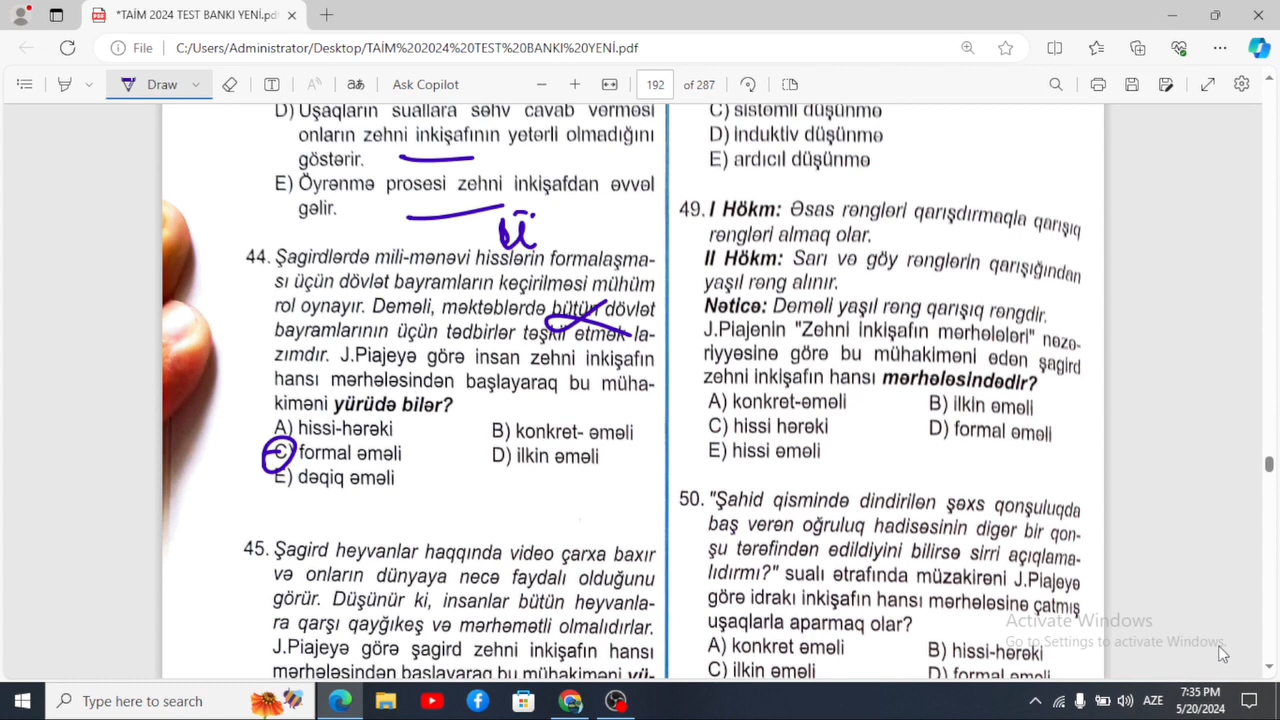 *TAİM 2024 TEST BANKI YENİ.pdf
File
C:/Users/Administrator/Desktop/TAİM%202024%20TEST%20BANKI%20YENİ.pdf
Draw
aあ
Ask Copilot
192
of 287
D) Uşaqların suallara səhv cavab verməsi
onların zehni inkişafının yetərli olmadığını
göstərir.
E) Öyrənmə prosesi zehni inkişafdan əvvəl
gəlir.
ü
44. Şagirdlərdə mili-mənəvi hisslərin formalaşma-
sı üçün dövlət bayramların keçirilməsi mühüm
rol oynayır. Deməli, məktəblərdə bütün dövlət
bayramlarının üçün tədbirlər təşkil etmək la-
zımdır. J.Piajeyə görə insan zehni inkişafın
hansı mərhələsindən başlayaraq bu müha-
kiməni yürüdə bilər?
A) hissi-hərəki
B) konkret- əməli
C) formal əməli
D) ilkin əməli
E) dəqiq əməli
45. Şagird heyvanlar haqqında video çarxa baxır
və onların dünyaya necə faydalı olduğunu
görür. Düşünür ki, insanlar bütün heyvanla-
ra qarşı qayğıkeş və mərhəmətli olmalıdırlar.
J.Piajeyə görə şagird zehni inkişafın hansı
mərhələsindən başlayaraq bu mühakiməni yü-
C) sistemli düşünmə
D) induktiv düşünmə
E) ardıcıl düşünmə
49. I Hökm: Əsas rəngləri qarışdırmaqla qarışıq
rəngləri almaq olar.
II Hökm: Sarı və göy rənglərin qarışığından
yaşıl rəng alınır.
Nəticə: Deməli yaşıl rəng qarışıq rəngdir.
J.Piajenin "Zehni inkişafın mərhələləri" nəzə-
riyyəsinə görə bu mühakiməni edən şagird
zehni inkişafın hansı mərhələsindədir?
A) konkret-əməli
B) ilkin əməli
C) hissi hərəki
D) formal əməli
E) hissi əməli
50. "Şahid qismində dindirilən şəxs qonşuluqda
baş verən oğruluq hadisəsinin digər bir qon-
şu tərəfindən edildiyini bilirsə sirri açıqlama-
lıdırmı?" sualı ətrafında müzakirəni J.Piajeyə
görə idrakı inkişafın hansı mərhələsinə çatmış
uşaqlarla aparmaq olar?
A) konkret əməli
B) hissi-hərəki
C) ilkin əməli
D) formal əməli
Activate Windows
Go to Settings to activate Windows.
Type here to search
AZE
7:35 PM
5/20/2024